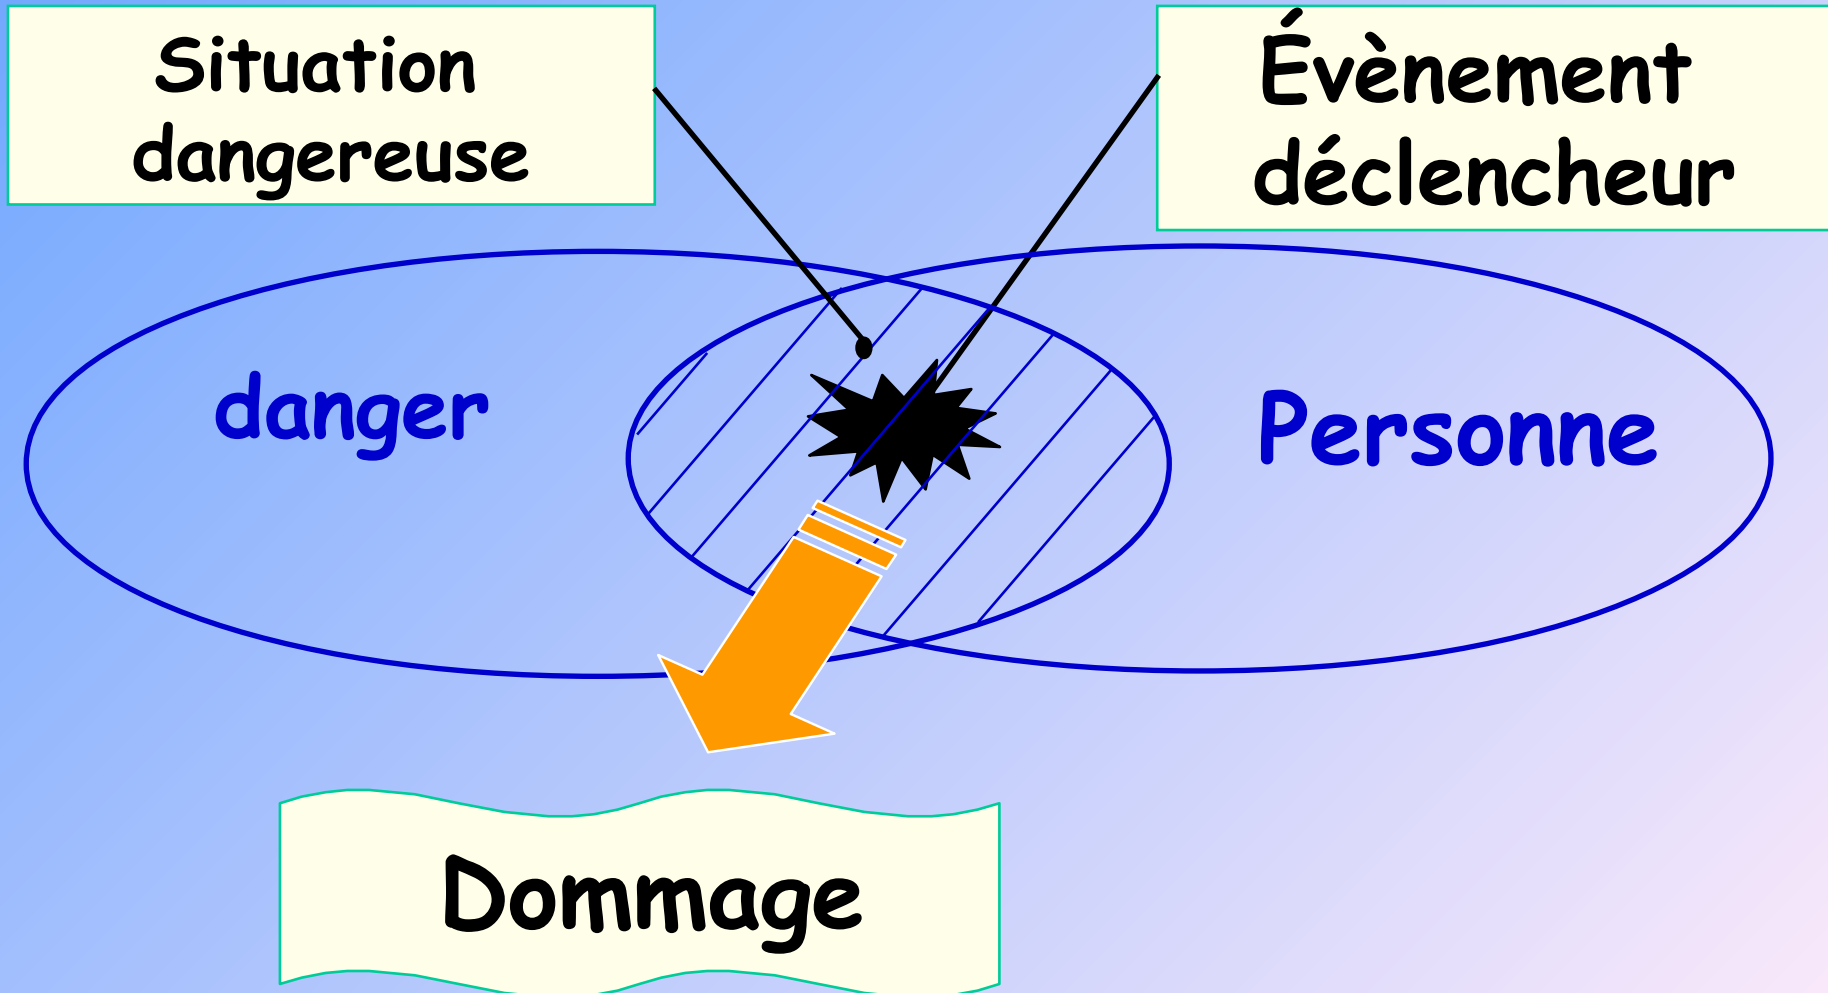 Situation
dangereuse
Évènement
déclencheur
danger
Personne
Dommage